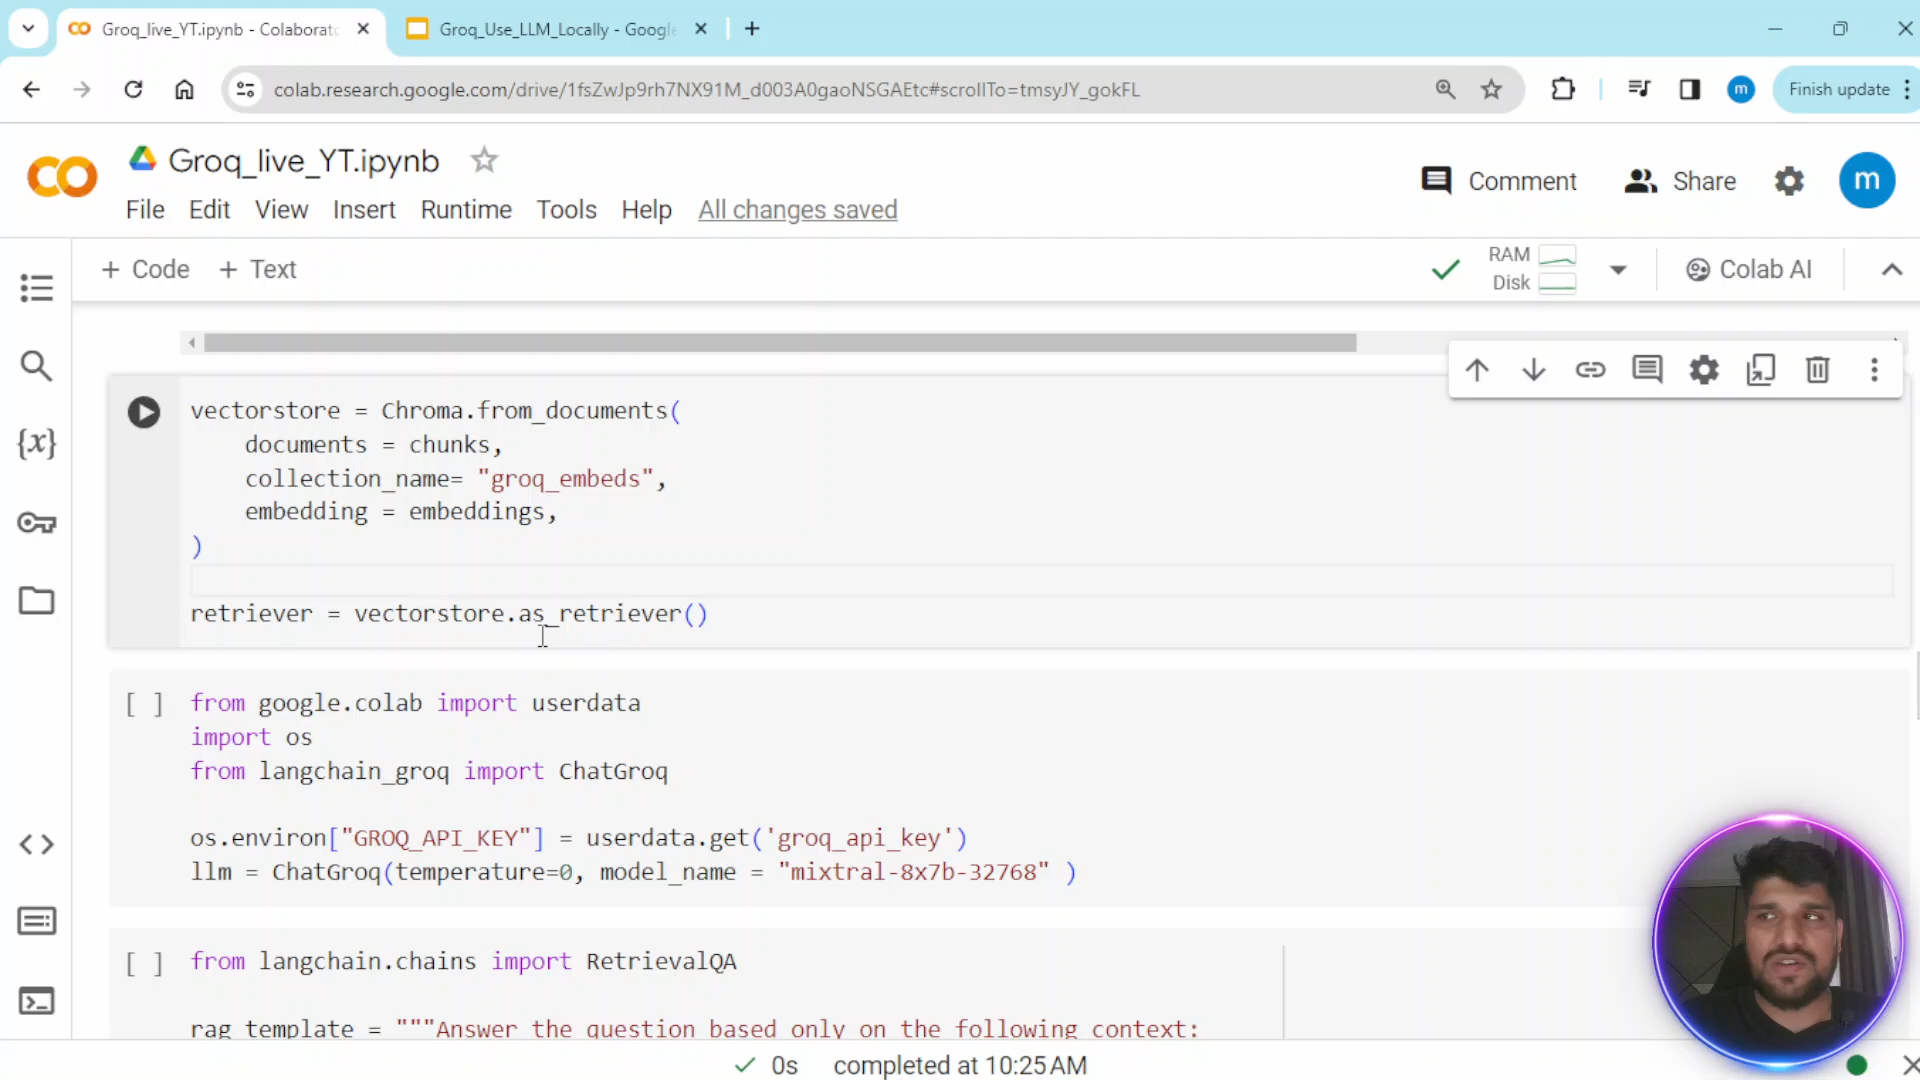 Groq_live_YT.ipynb - Colaborato
Groq_Use_LLM_Locally - Google
colab.research.google.com/drive/1fsZwJp9rh7NX91M_d003A0gaoNSGAEtc#scrollTo=tmsyJY_gokFL
m
Finish update
Groq_live_YT.ipynb
Comment
Share
m
File Edit View Insert Runtime Tools Help All changes saved
+ Code + Text
RAM
Disk
Colab AI
vectorstore = Chroma.from_documents(
documents = chunks,
collection_name= "groq_embeds",
embedding = embeddings,
)
retriever = vectorstore.as_retriever()
[ ] from google.colab import userdata
import os
from langchain_groq import ChatGroq
os.environ["GROQ_API_KEY"] = userdata.get('groq_api_key')
llm = ChatGroq(temperature=0, model_name = "mixtral-8x7b-32768" )
[ ] from langchain.chains import RetrievalQA
rag_template = """Answer the question based only on the following context:
0s completed at 10:25 AM